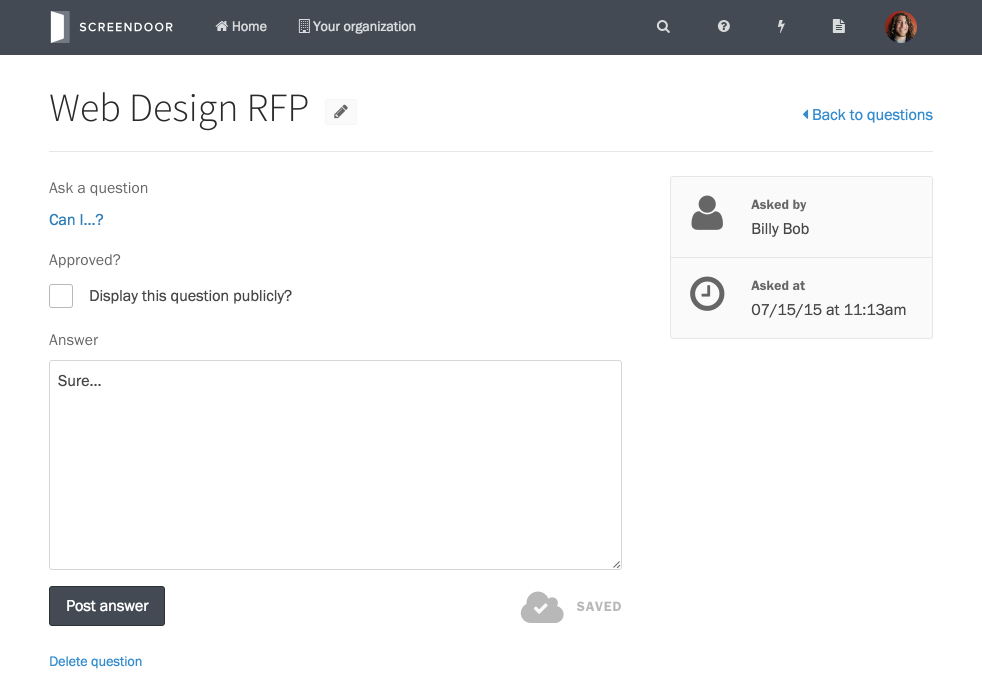 SCREENDOOR
Home
Your organization
Web Design RFP
Back to questions
Ask a question
Can I...?
Approved?
Display this question publicly?
Answer
Sure...
Post answer
SAVED
Delete question
Asked by
Billy Bob
Asked at
07/15/15 at 11:13am